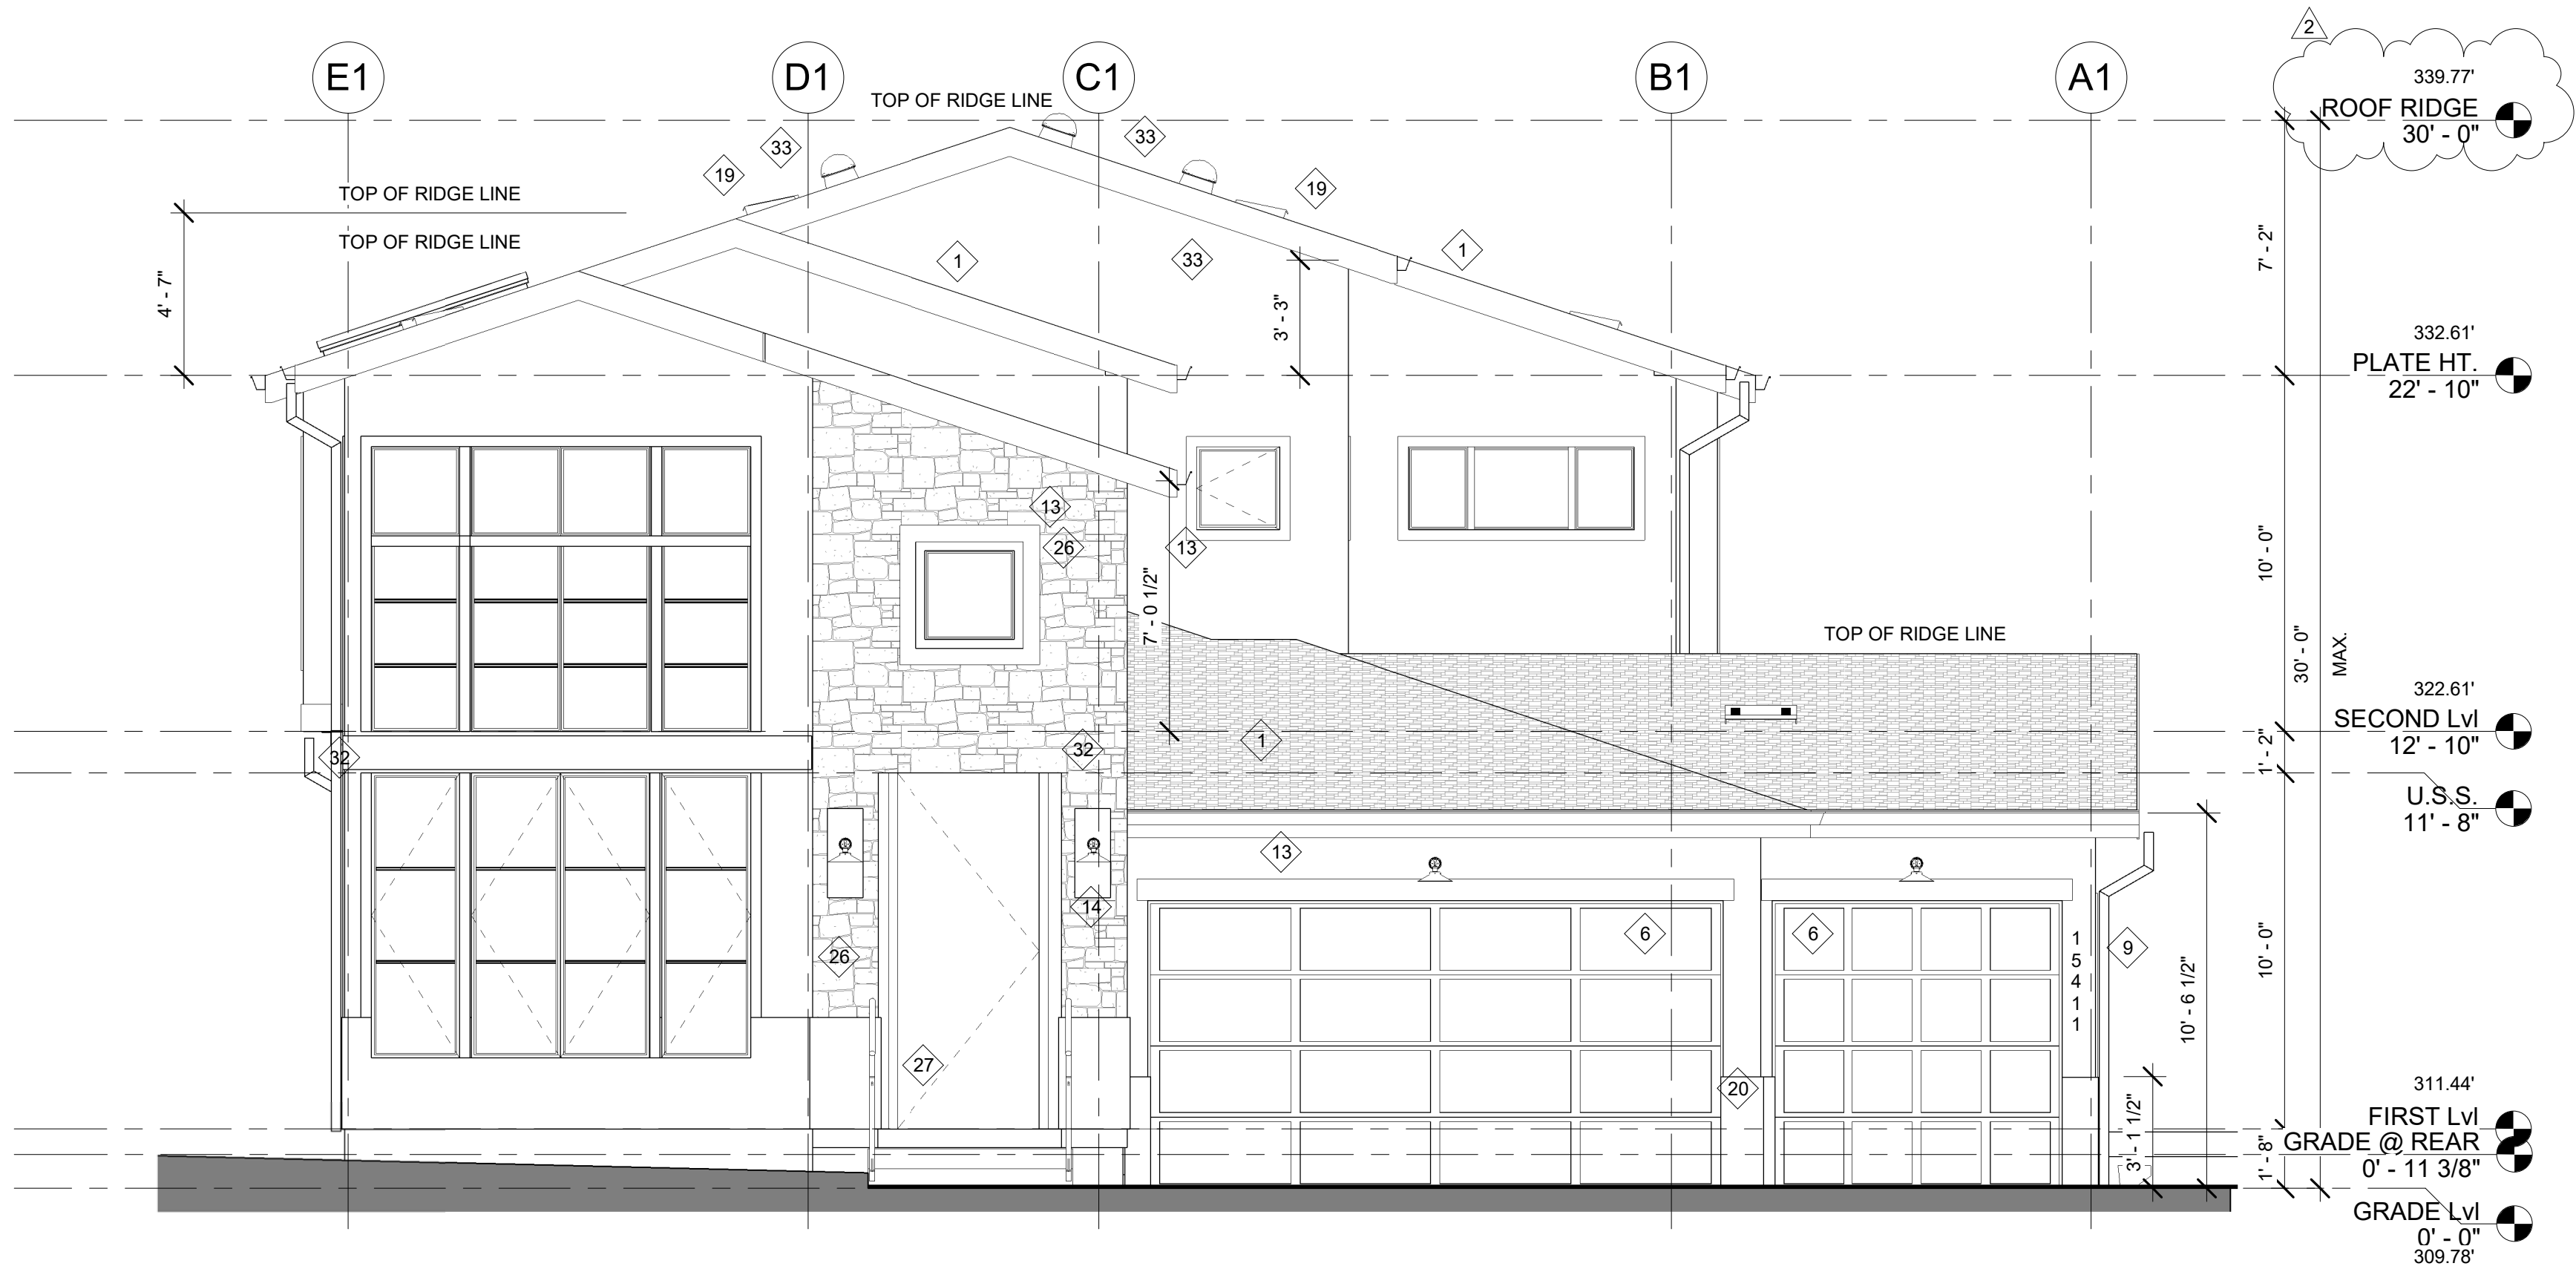 2
E1
D1
C1
B1
A1
339.77'
ROOF RIDGE
30' - 0"
TOP OF RIDGE LINE
33
33
19
19
TOP OF RIDGE LINE
TOP OF RIDGE LINE
4' - 7"
1
33
1
3' - 3"
7' - 2"
332.61'
PLATE HT.
22' - 10"
13
26
13
7' - 0 1/2"
10' - 0"
TOP OF RIDGE LINE
30' - 0"
MAX.
322.61'
SECOND Lvl
12' - 10"
32
32
1
1' - 2"
U.S.S.
11' - 8"
13
14
6
6
1
5
4
1
1
9
26
10' - 0"
10' - 6 1/2"
27
20
3' - 1 1/2"
311.44'
FIRST Lvl
GRADE @ REAR
0' - 11 3/8"
1' - 8"
GRADE Lvl
0' - 0"
309.78'